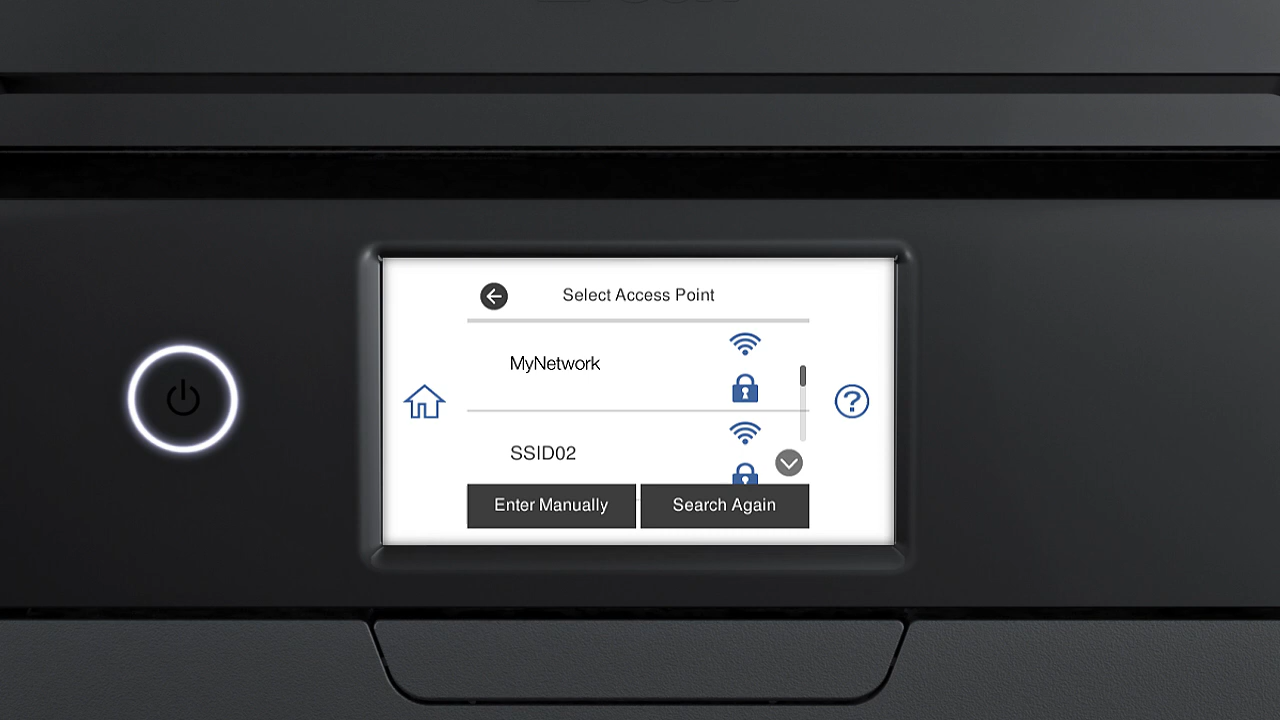 Select Access Point
MyNetwork
SSID02
Enter Manually
Search Again